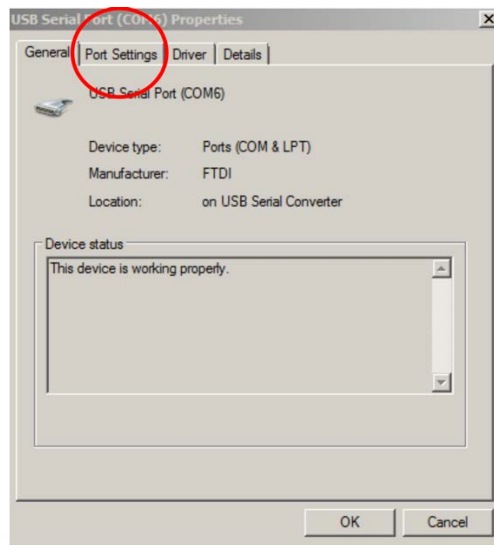 USB Serial Port (COM6) Properties
General Port Settings Driver Details
USB Serial Port (COM6)
Device type: Ports (COM & LPT)
Manufacturer: FTDI
Location: on USB Serial Converter
Device status
This device is working properly.
OK Cancel